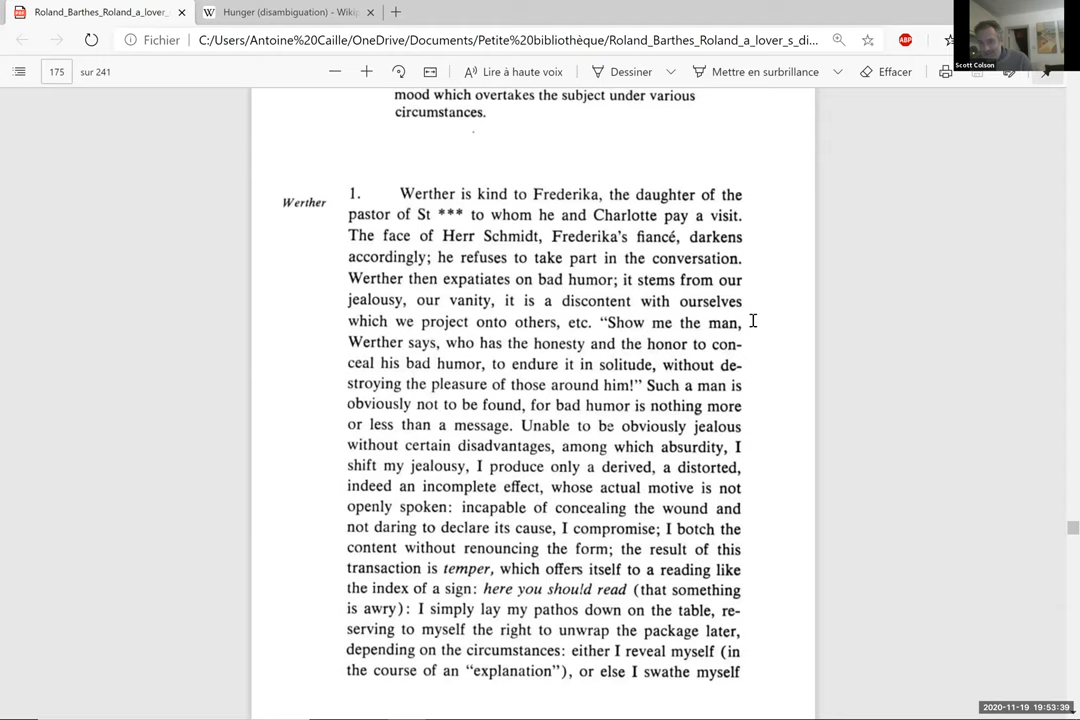 Roland_Barthes_Roland_a_lover_
Hunger (disambiguation) - Wiki
Fichier
C:/Users/Antoine%20Caille/OneDrive/Documents/Petite%20bibliothèque/Roland_Barthes_Roland_a_lover_s_di...
ABP
Scott Colson
175 sur 241
Lire à haute voix
Dessiner
Mettre en surbrillance
Effacer
mood which overtakes the subject under various
circumstances.
Werther
1. Werther is kind to Frederika, the daughter of the
pastor of St *** to whom he and Charlotte pay a visit.
The face of Herr Schmidt, Frederika's fiancé, darkens
accordingly; he refuses to take part in the conversation.
Werther then expatiates on bad humor; it stems from our
jealousy, our vanity, it is a discontent with ourselves
which we project onto others, etc. “Show me the man,
Werther says, who has the honesty and the honor to con-
ceal his bad humor, to endure it in solitude, without de-
stroying the pleasure of those around him!” Such a man is
obviously not to be found, for bad humor is nothing more
or less than a message. Unable to be obviously jealous
without certain disadvantages, among which absurdity, I
shift my jealousy, I produce only a derived, a distorted,
indeed an incomplete effect, whose actual motive is not
openly spoken: incapable of concealing the wound and
not daring to declare its cause, I compromise; I botch the
content without renouncing the form; the result of this
transaction is temper, which offers itself to a reading like
the index of a sign: here you should read (that something
is awry): I simply lay my pathos down on the table, re-
serving to myself the right to unwrap the package later,
depending on the circumstances: either I reveal myself (in
the course of an “explanation”), or else I swathe myself
2020-11-19 19:53:39